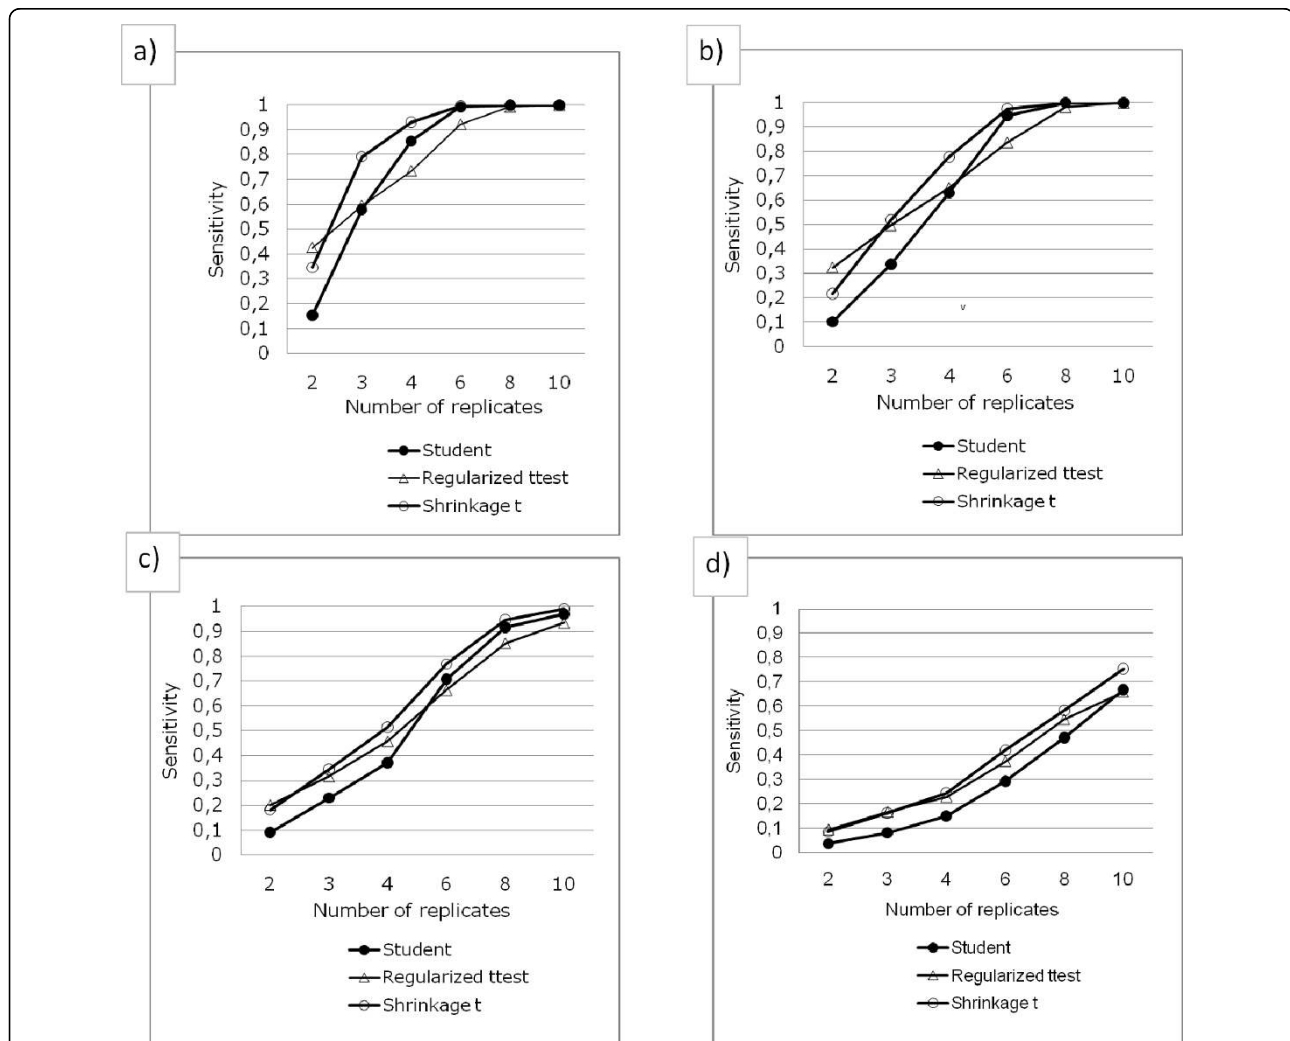 a)
1
0,9
0,8
0,7
0,6
0,5
0,4
0,3
0,2
0,1
0
Sensitivity
2 3 4 6 8 10
Number of replicates
Student
Regularized ttest
Shrinkage t
b)
1
0,9
0,8
0,7
0,6
0,5
0,4
0,3
0,2
0,1
0
Sensitivity
v
2 3 4 6 8 10
Number of replicates
Student
Regularized ttest
Shrinkage t
c)
1
0,9
0,8
0,7
0,6
0,5
0,4
0,3
0,2
0,1
0
Sensitivity
2 3 4 6 8 10
Number of replicates
Student
Regularized ttest
Shrinkage t
d)
1
0,9
0,8
0,7
0,6
0,5
0,4
0,3
0,2
0,1
0
Sensitivity
2 3 4 6 8 10
Number of replicates
Student
Regularized ttest
Shrinkage t